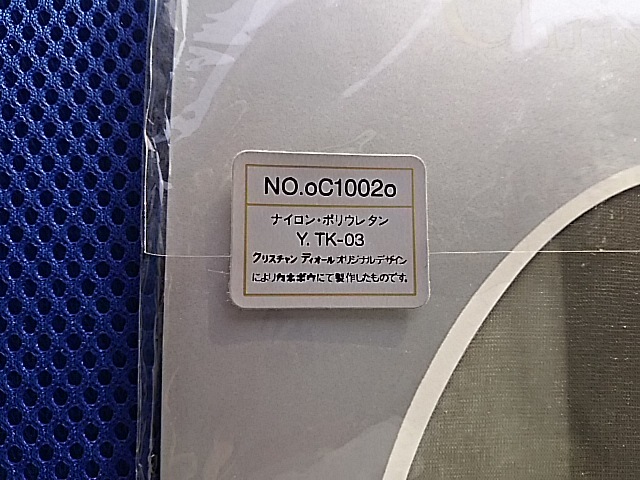 NO.oC1002o
ナイロン・ポリウレタン
Y. TK-03
クリスチャン ディオール オリジナルデザイン
によりカネボウにて製作したものです。